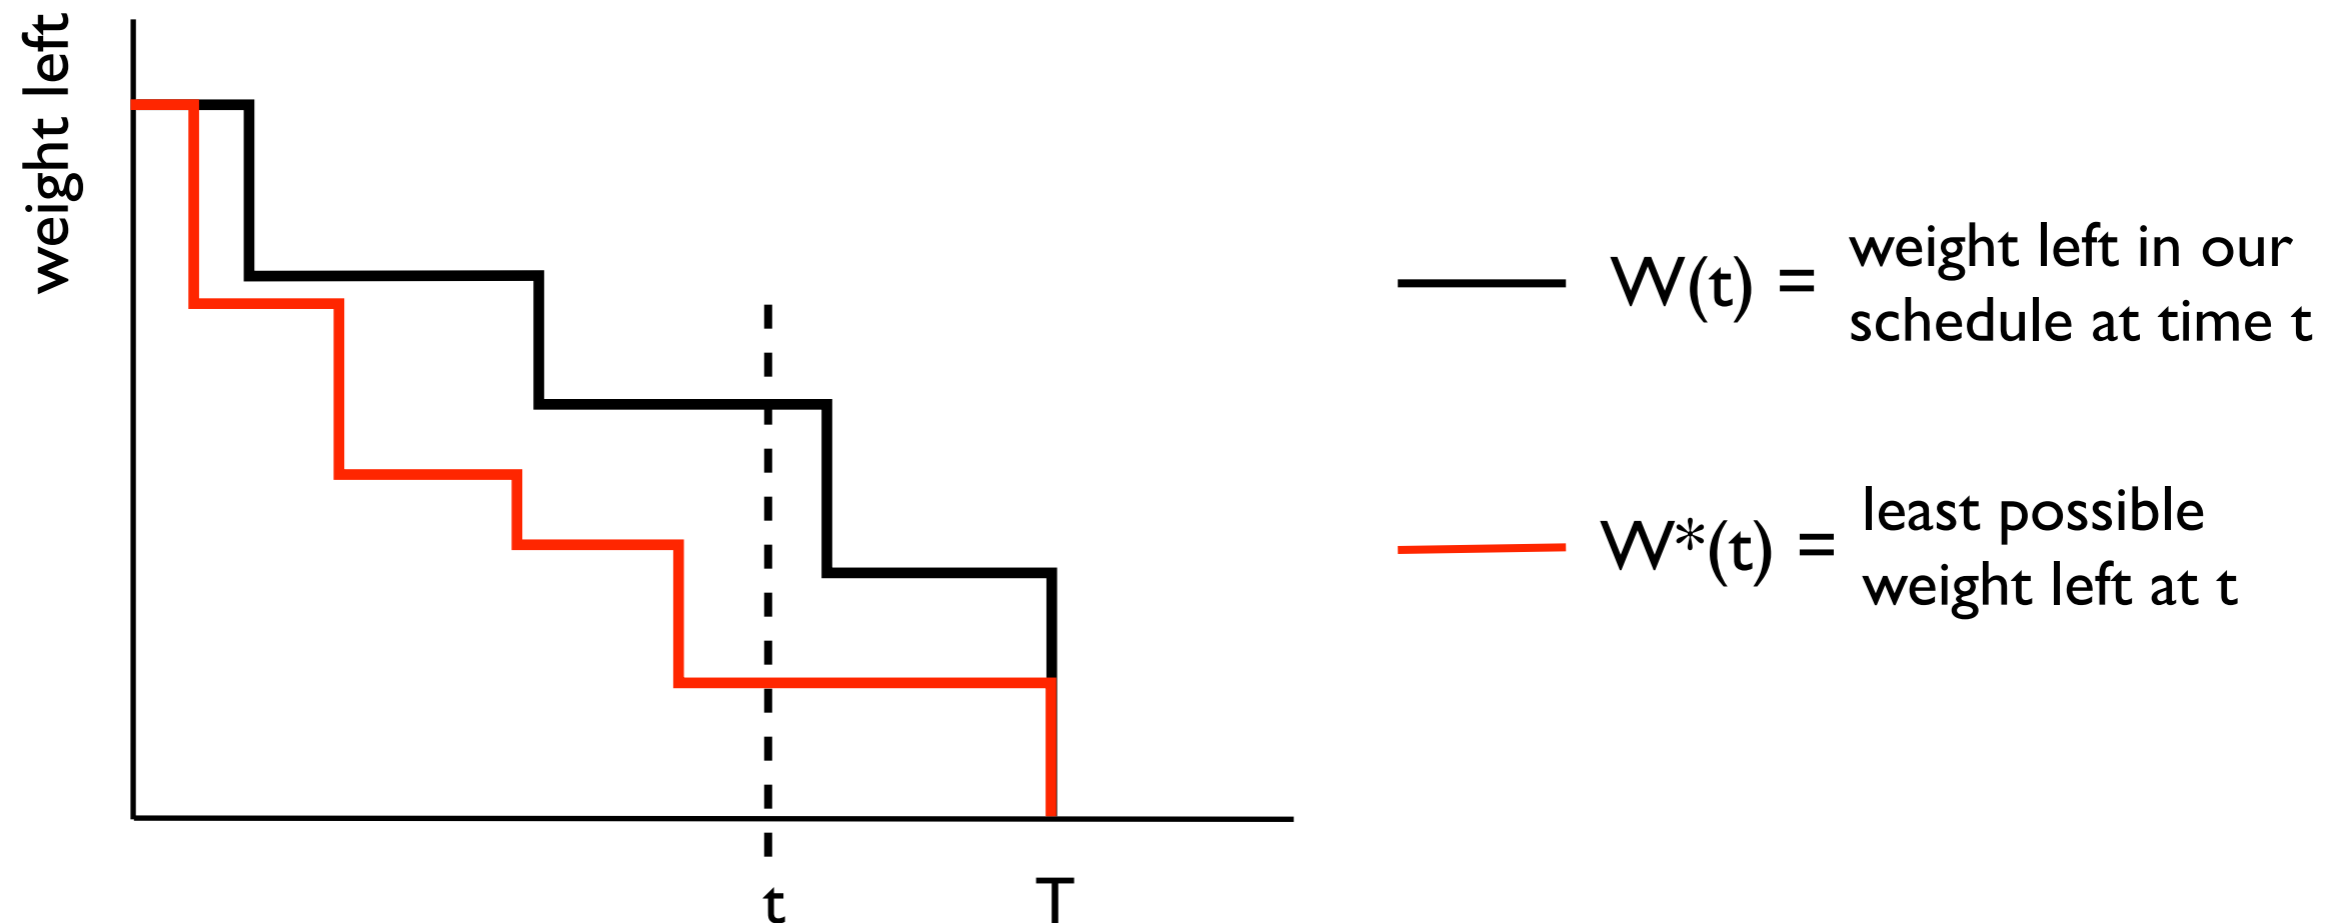 weight left
W(t) = weight left in our
schedule at time t
W*(t) = least possible
weight left at t
t
T